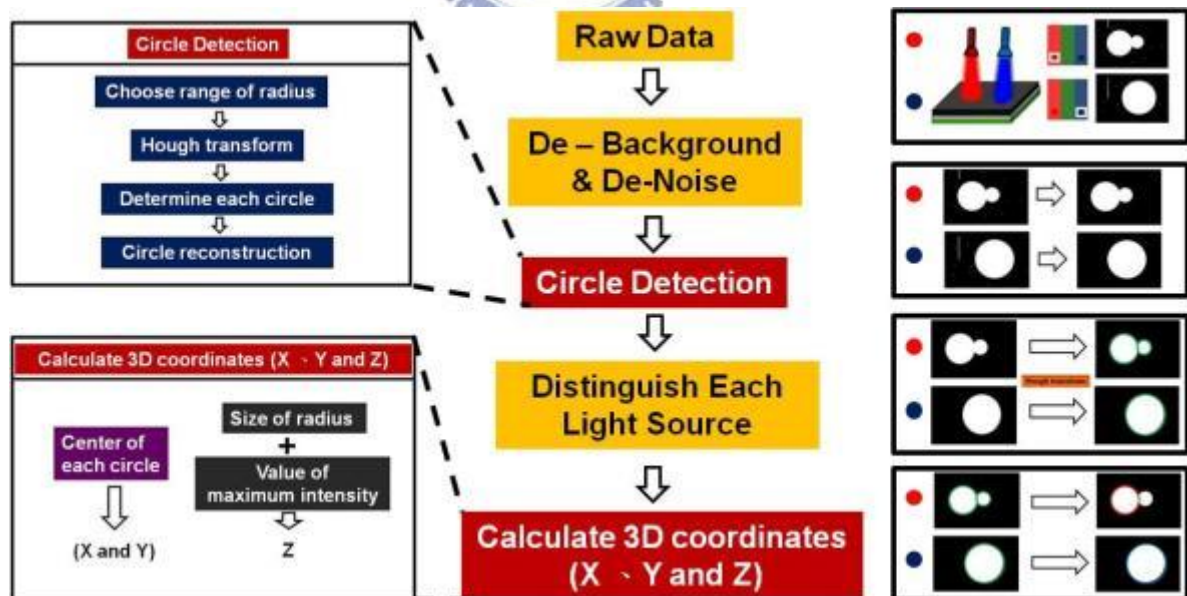 Circle Detection
Choose range of radius
Hough transform
Determine each circle
Circle reconstruction
Calculate 3D coordinates (X 、Y and Z)
Center of
each circle
(X and Y)
Size of radius
+
Value of
maximum intensity
Z
Raw Data
De – Background
& De-Noise
Circle Detection
Distinguish Each
Light Source
Calculate 3D coordinates
(X 、Y and Z)
Hough transform